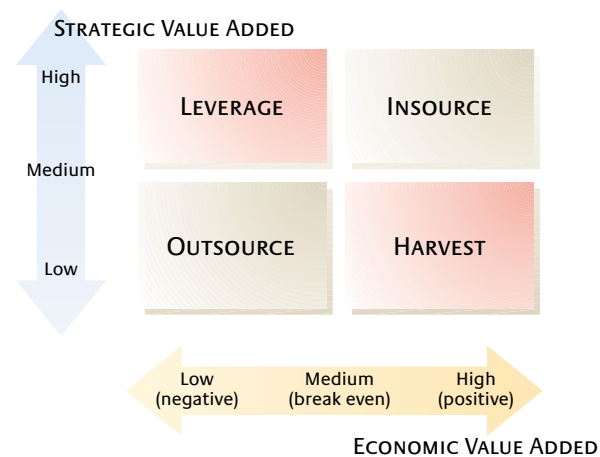 STRATEGIC VALUE ADDED
High
LEVERAGE
INSOURCE
Medium
OUTSOURCE
HARVEST
Low
Low
(negative)
Medium
(break even)
High
(positive)
ECONOMIC VALUE ADDED